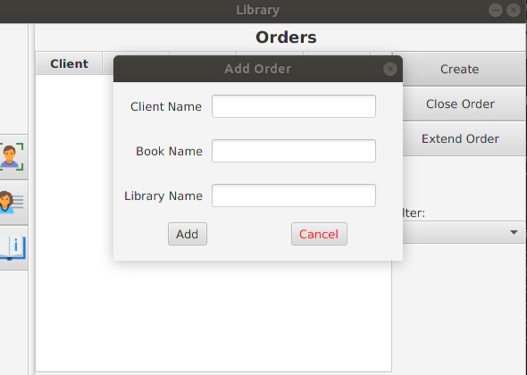 Library
Orders
Client
Create
Close Order
Extend Order
lter:
Add Order
Client Name
Book Name
Library Name
Add Cancel